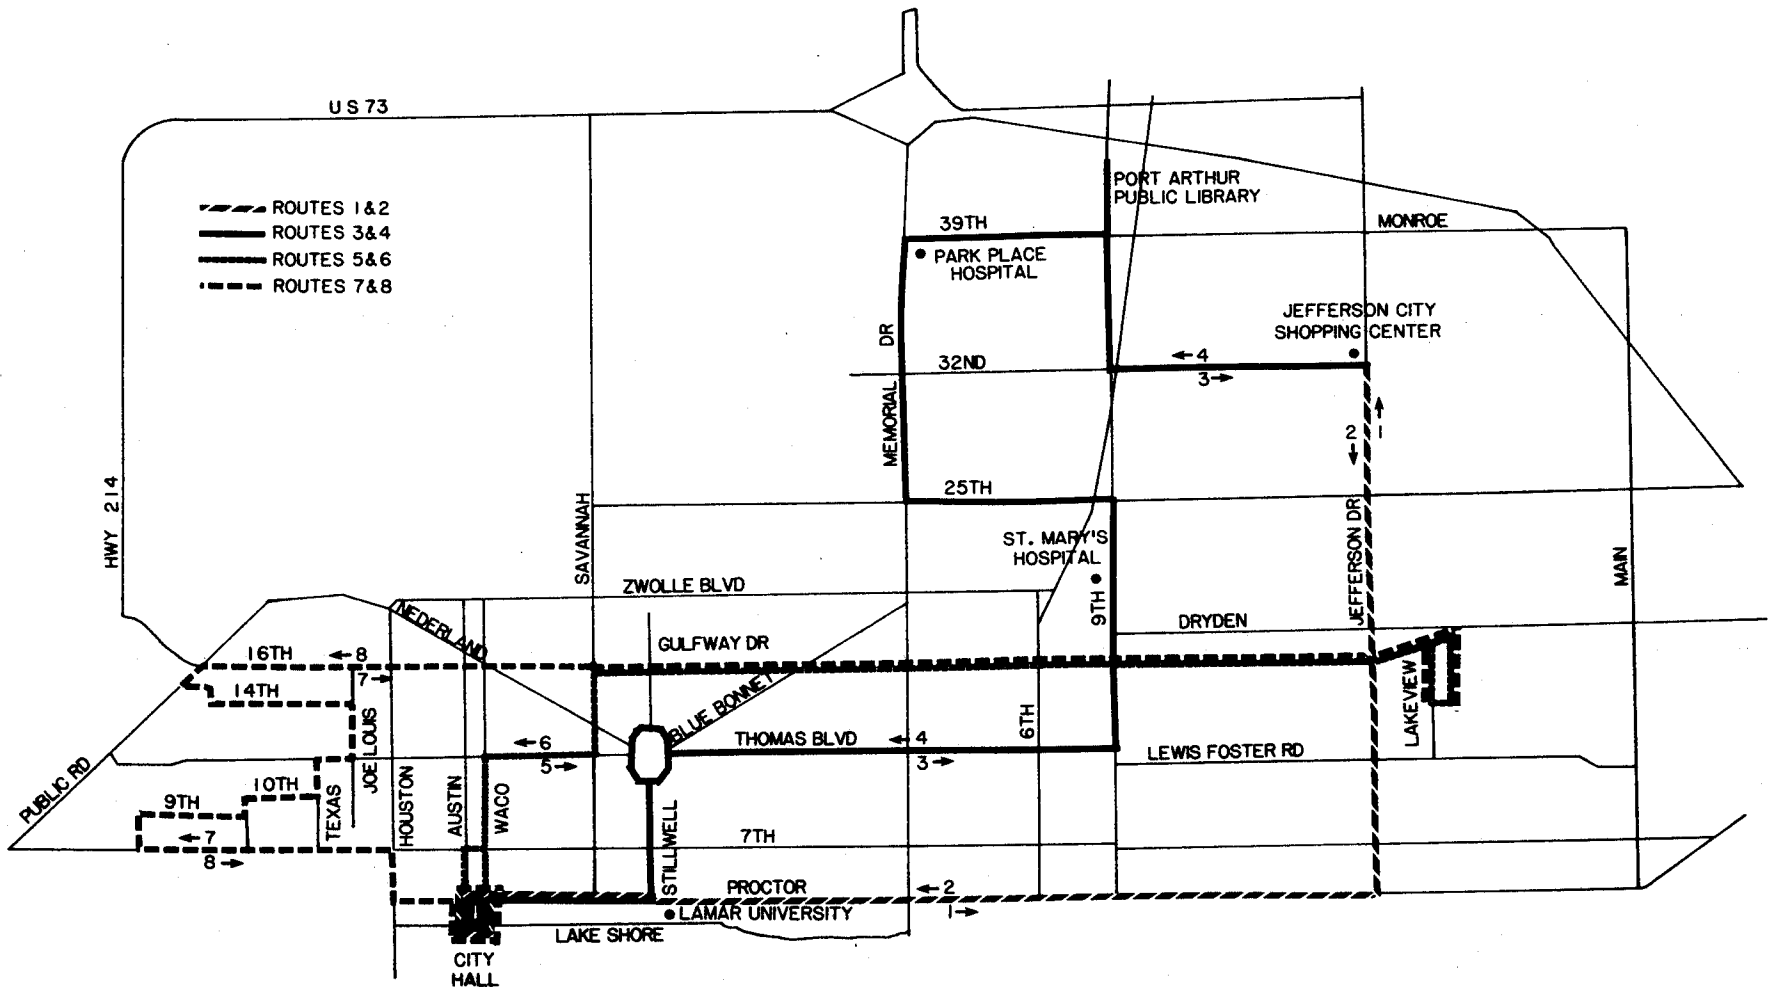 US 73
ROUTES 1&2
ROUTES 3&4
ROUTES 5&6
ROUTES 7&8
PORT ARTHUR
PUBLIC LIBRARY
39TH
MONROE
PARK PLACE
HOSPITAL
JEFFERSON CITY
SHOPPING CENTER
MEMORIAL DR
32ND
←4
3→
2
1
25TH
HWY 214
SAVANNAH
ST. MARY'S
HOSPITAL
JEFFERSON DR
MAIN
ZWOLLE BLVD
NEDERLAND
9TH
DRYDEN
GULFWAY DR
16TH
←8
7→
14TH
BLUE BONNET
6TH
LAKEVIEW
JOE LOUIS
←6
5→
THOMAS BLVD
←4
3→
LEWIS FOSTER RD
PUBLIC RD
10TH
9TH
TEXAS
HOUSTON
AUSTIN
WACO
STILLWELL
←7
8→
7TH
PROCTOR
←2
1→
LAMAR UNIVERSITY
LAKE SHORE
CITY
HALL